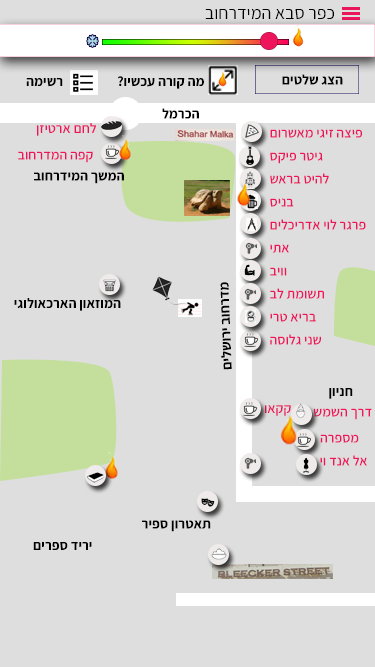 כפר סבא המידרחוב
הצג שלטים
מה קורה עכשיו?
רשימה
הכרמל
לחם ארטיזן
Shahar Malka
פיצה זיגי מאשרום
קפה המדרחוב
גיטר פיקס
המשך המידרחוב
להיט בראש
בניס
פרגר לוי אדריכלים
אתי
וויב
המוזאון הארכאולוגי
תשומת לב
מדרחוב ירושלים
בריא טרי
שני גלוסה
חניון
קקאו
דרך השמש
מספרה
אל אנד וי
תאטרון ספיר
יריד ספרים
BLEECKER STREET